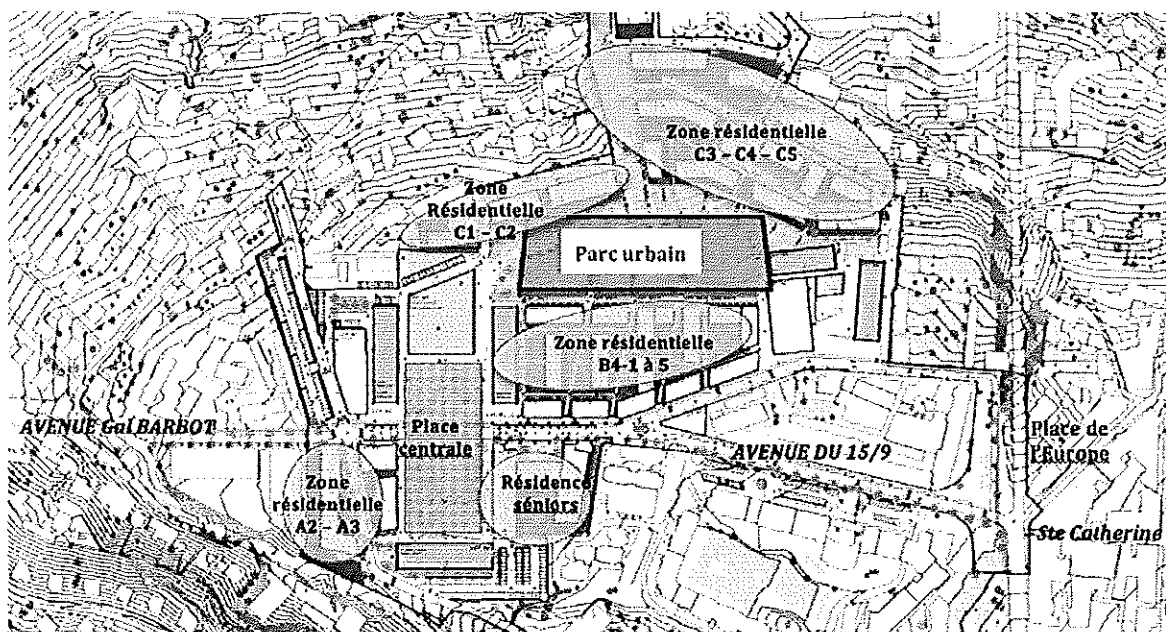 Zone résidentielle
C3 – C4 – C5
Zone
Résidentielle
C1 – C2
Parc urbain
Zone résidentielle
B4-1 à 5
AVENUE Gal BARBOT
Place
centrale
AVENUE DU 15/9
Place de
l'Europe
Zone
résidentielle
A2 – A3
Résidence
séniors
Ste Catherine